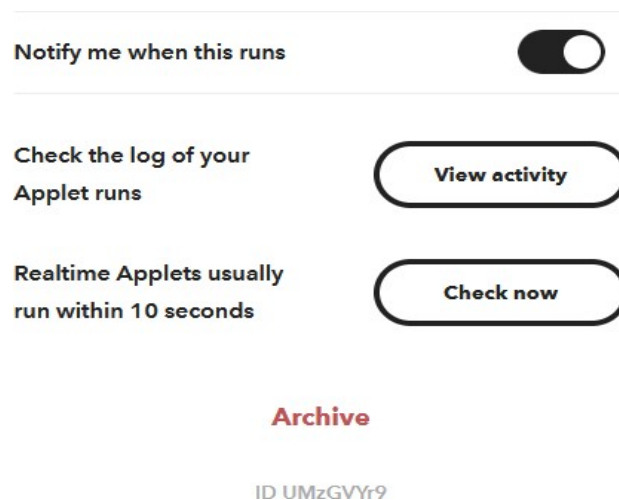 Notify me when this runs
Check the log of your
Applet runs
View activity
Realtime Applets usually
run within 10 seconds
Check now
Archive
ID UMzGVYr9